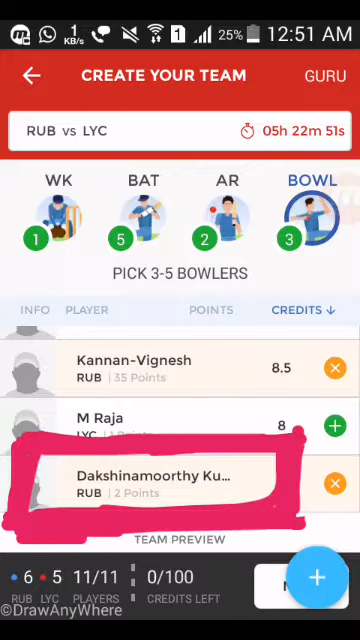 1 KB/s 1 25% 12:51 AM
CREATE YOUR TEAM GURU
RUB vs LYC 05h 22m 51s
WK BAT AR BOWL
1 5 2 3
PICK 3-5 BOWLERS
INFO PLAYER POINTS CREDITS ↓
Kannan-Vignesh
8.5
RUB | 35 Points
M Raja
8
LYC | 1 Points
Dakshinamoorthy Ku...
RUB | 2 Points
TEAM PREVIEW
6 5 11/11 0/100
RUB LYC PLAYERS CREDITS LEFT
©DrawAnyWhere